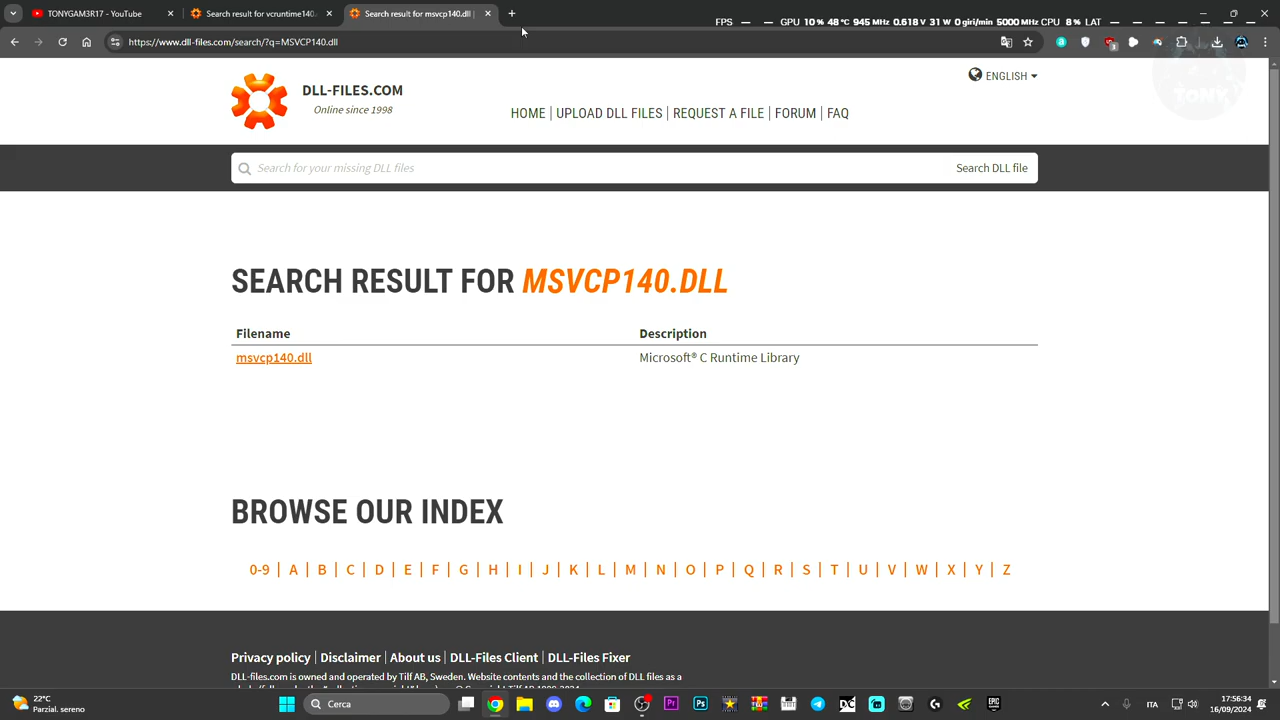 TONYGAM3R17 - YouTube
Search result for vcruntime140:
Search result for msvcp140.dll |
FPS — — GPU 10 % 48 °C 945 MHz 0.618 V 31 W 0 giri/min 5000 MHz CPU 8 % LAT — — — —
https://www.dll-files.com/search/?q=MSVCP140.dll
DLL-FILES.COM
Online since 1998
ENGLISH
HOME | UPLOAD DLL FILES | REQUEST A FILE | FORUM | FAQ
TONY
Search for your missing DLL files
Search DLL file
SEARCH RESULT FOR MSVCP140.DLL
Filename Description
msvcp140.dll Microsoft® C Runtime Library
BROWSE OUR INDEX
0-9 | A | B | C | D | E | F | G | H | I | J | K | L | M | N | O | P | Q | R | S | T | U | V | W | X | Y | Z
Privacy policy | Disclaimer | About us | DLL-Files Client | DLL-Files Fixer
DLL-files.com is owned and operated by Tilf AB, Sweden. Website contents and the collection of DLL files as a
22°C
Parzial. sereno
Cerca
Pr
Ps
DC
EPIC
ITA
17:56:34
16/09/2024